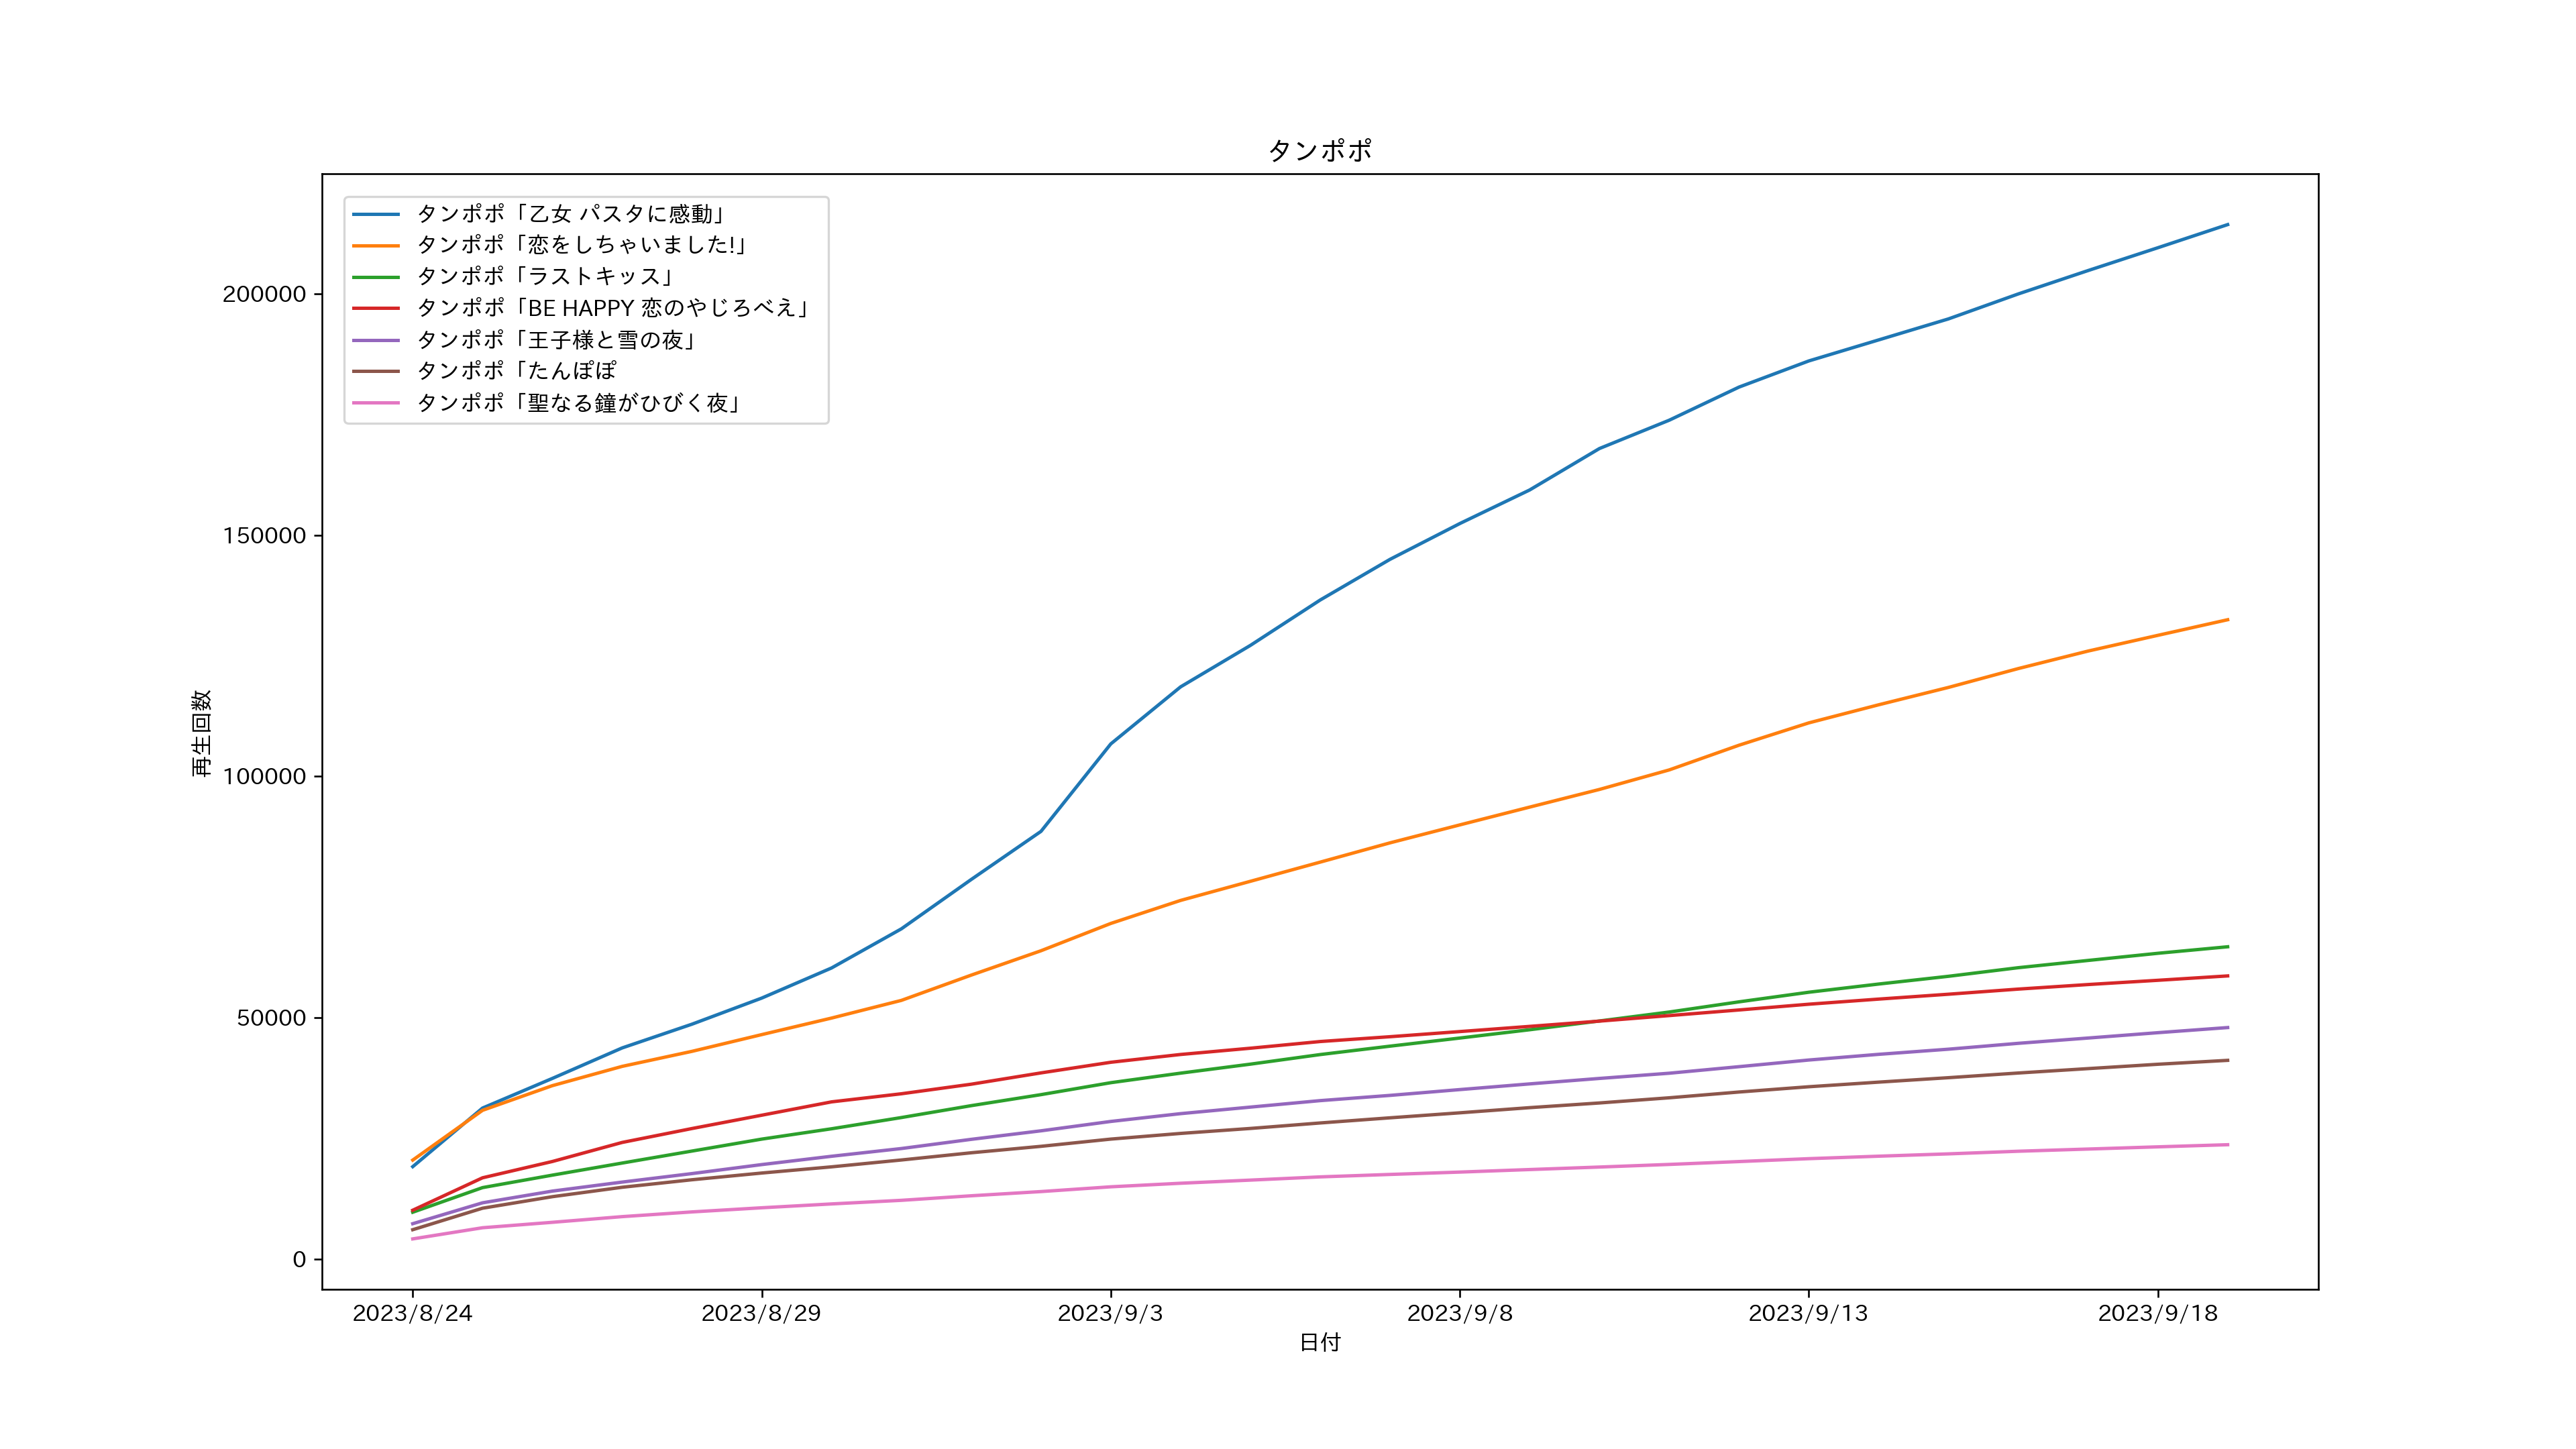 タンポポ
タンポポ「乙女 パスタに感動」
タンポポ「恋をしちゃいました!」
タンポポ「ラストキッス」
タンポポ「BE HAPPY 恋のやじろべえ」
タンポポ「王子様と雪の夜」
タンポポ「たんぽぽ
タンポポ「聖なる鐘がひびく夜」
再生回数
200000
150000
100000
50000
0
2023/8/24
2023/8/29
2023/9/3
2023/9/8
2023/9/13
2023/9/18
日付